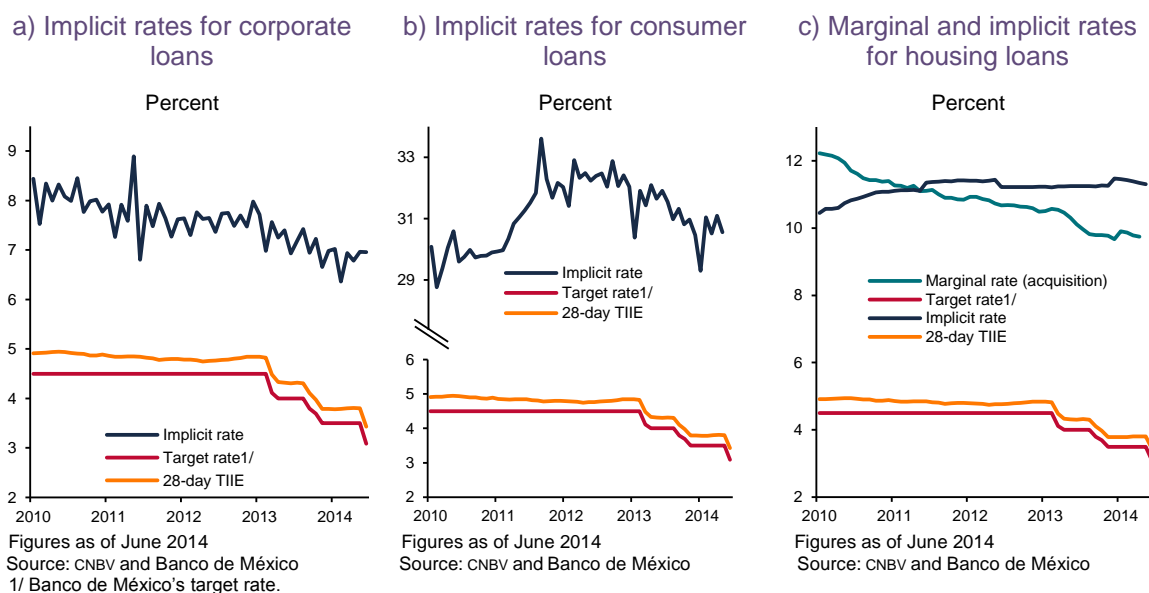 a) Implicit rates for corporate
loans
Percent
9
8
7
6
5
4
3
2
Implicit rate
Target rate1/
28-day TIIE
2010 2011 2012 2013 2014
Figures as of June 2014
Source: CNBV and Banco de México
1/ Banco de México’s target rate.
b) Implicit rates for consumer
loans
Percent
33
31
29
Implicit rate
Target rate1/
28-day TIIE
6
5
4
3
2
2010 2011 2012 2013 2014
Figures as of June 2014
Source: CNBV and Banco de México
c) Marginal and implicit rates
for housing loans
Percent
12
10
8
6
4
2
Marginal rate (acquisition)
Target rate1/
Implicit rate
28-day TIIE
2010 2011 2012 2013 2014
Figures as of June 2014
Source: CNBV and Banco de México